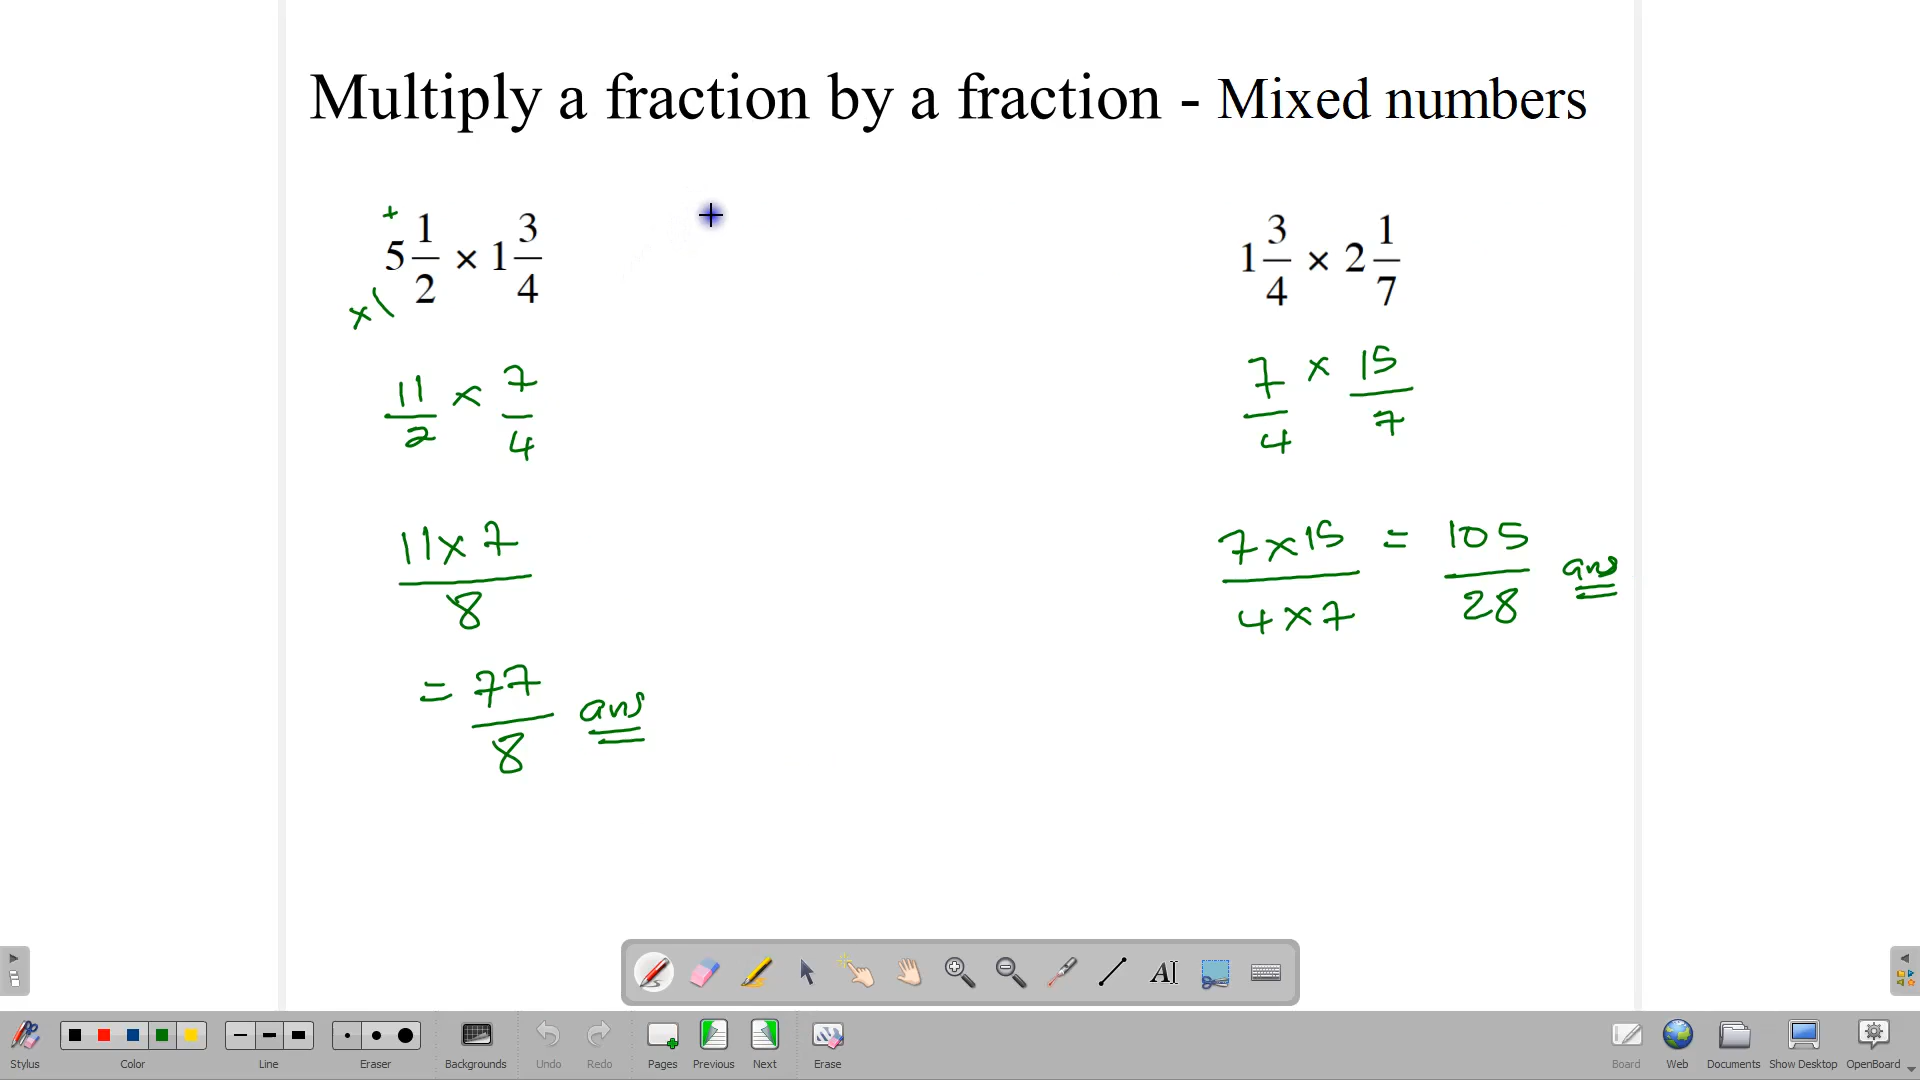 Multiply a fraction by a fraction - Mixed numbers
+
5 1/2 × 1 3/4
×
11/2 × 7/4
11×7/8
= 77/8 ans
1 3/4 × 2 1/7
7/4 × 15/7
7×15/4×7 = 105/28 ans
AI
Stylus Color Line Eraser Backgrounds Undo Redo Pages Previous Next Erase Board Web Documents Show Desktop OpenBoard